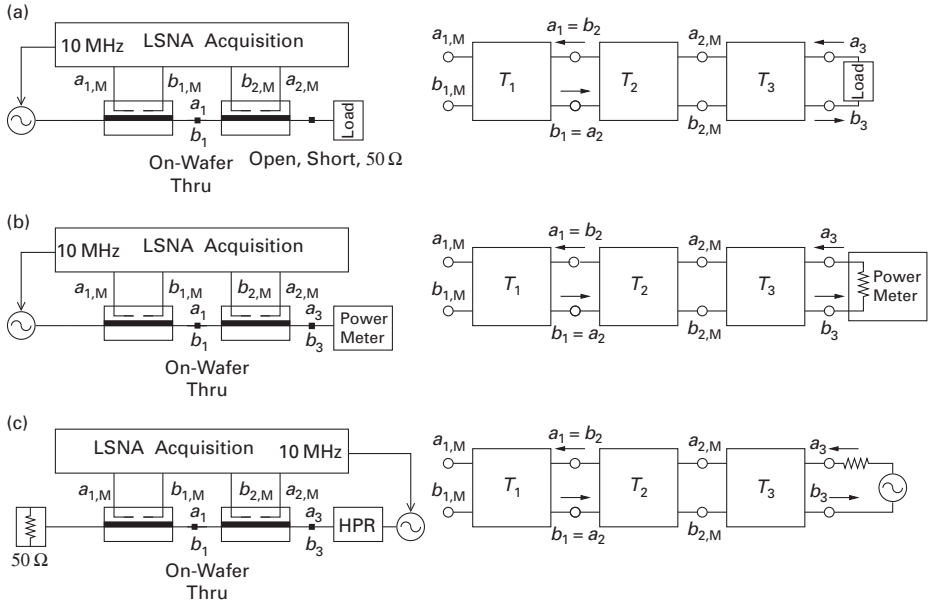 (a)
10 MHz LSNA Acquisition
a1,M b1,M b2,M a2,M
a1
b1
Load
On-Wafer
Thru
Open, Short, 50 Ω
a1,M a1 = b2 a2,M a3
T1 T2 T3 Load
b1,M b1 = a2 b2,M b3
(b)
10 MHz LSNA Acquisition
a1,M b1,M b2,M a2,M
a1 a3
b1 b3
Power
Meter
On-Wafer
Thru
a1,M a1 = b2 a2,M a3
T1 T2 T3
Power
Meter
b1,M b1 = a2 b2,M b3
(c)
LSNA Acquisition 10 MHz
a1,M b1,M b2,M a2,M
a1 a3
b1 b3
HPR
50 Ω
On-Wafer
Thru
a1,M a1 = b2 a2,M a3
T1 T2 T3
b1,M b1 = a2 b2,M b3